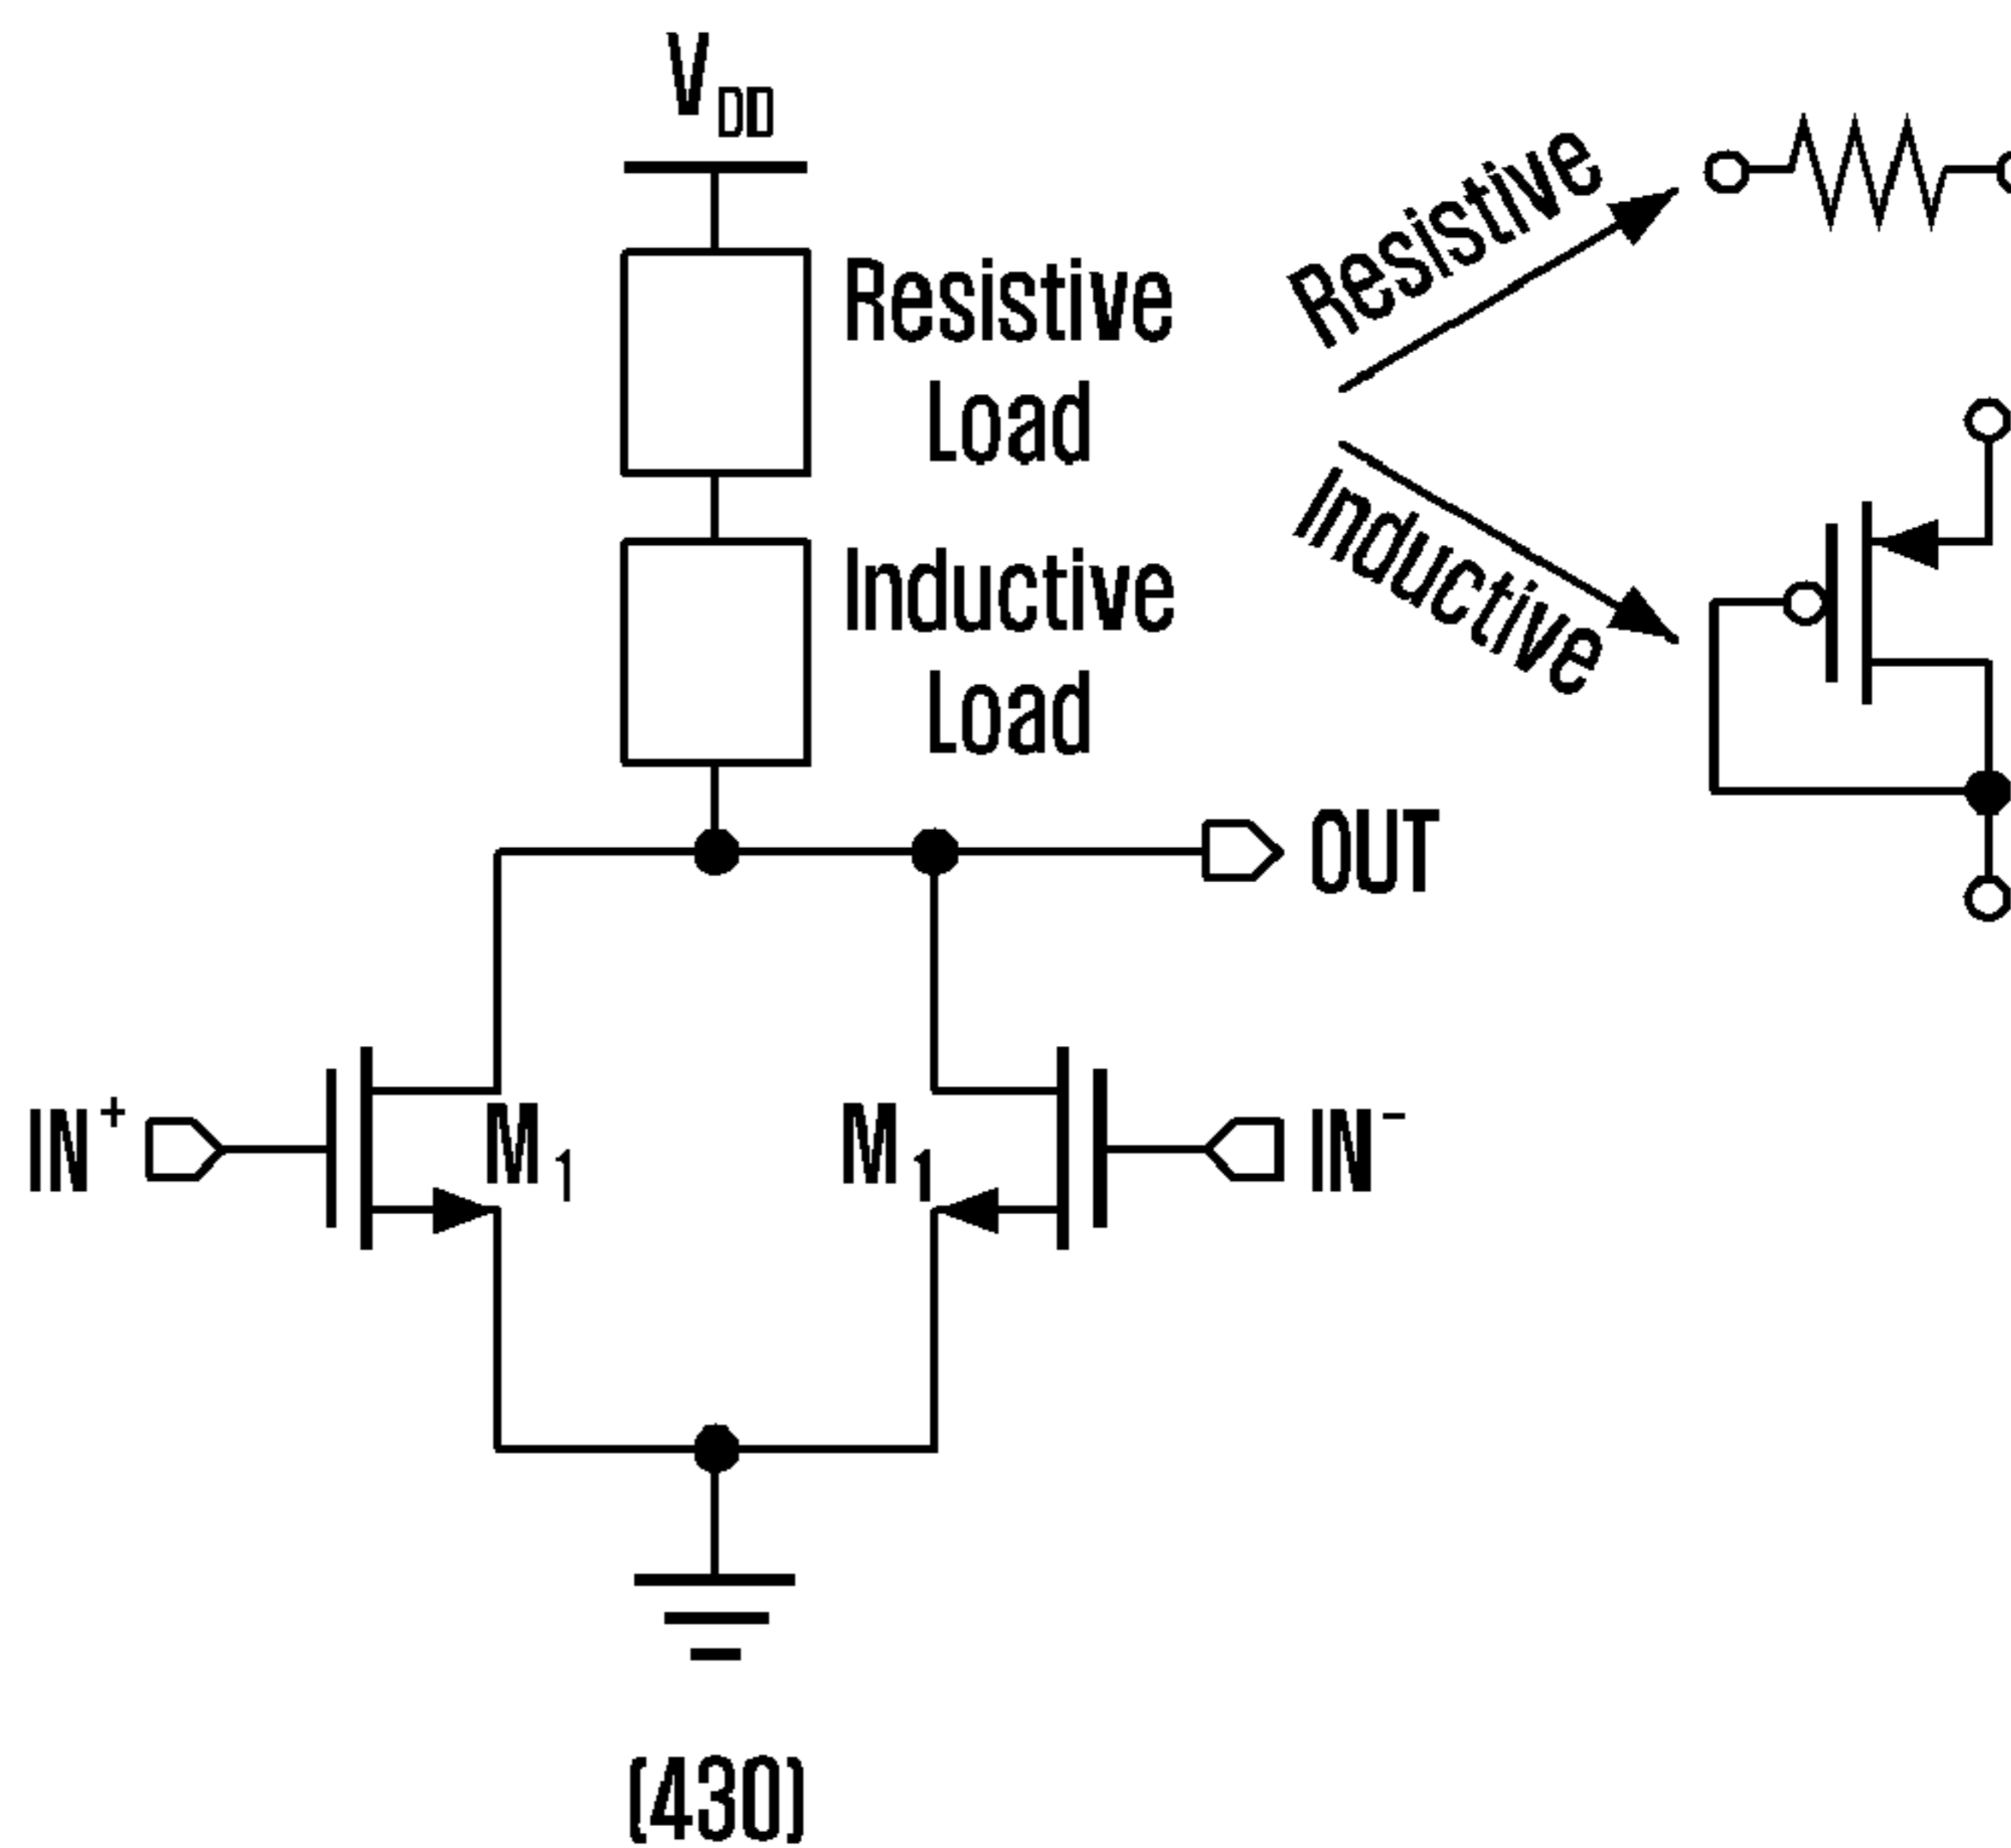 VDD
Resistive
Load
Resistive
Inductive
Load
Inductive
OUT
IN+
M1
M1
IN-
(430)